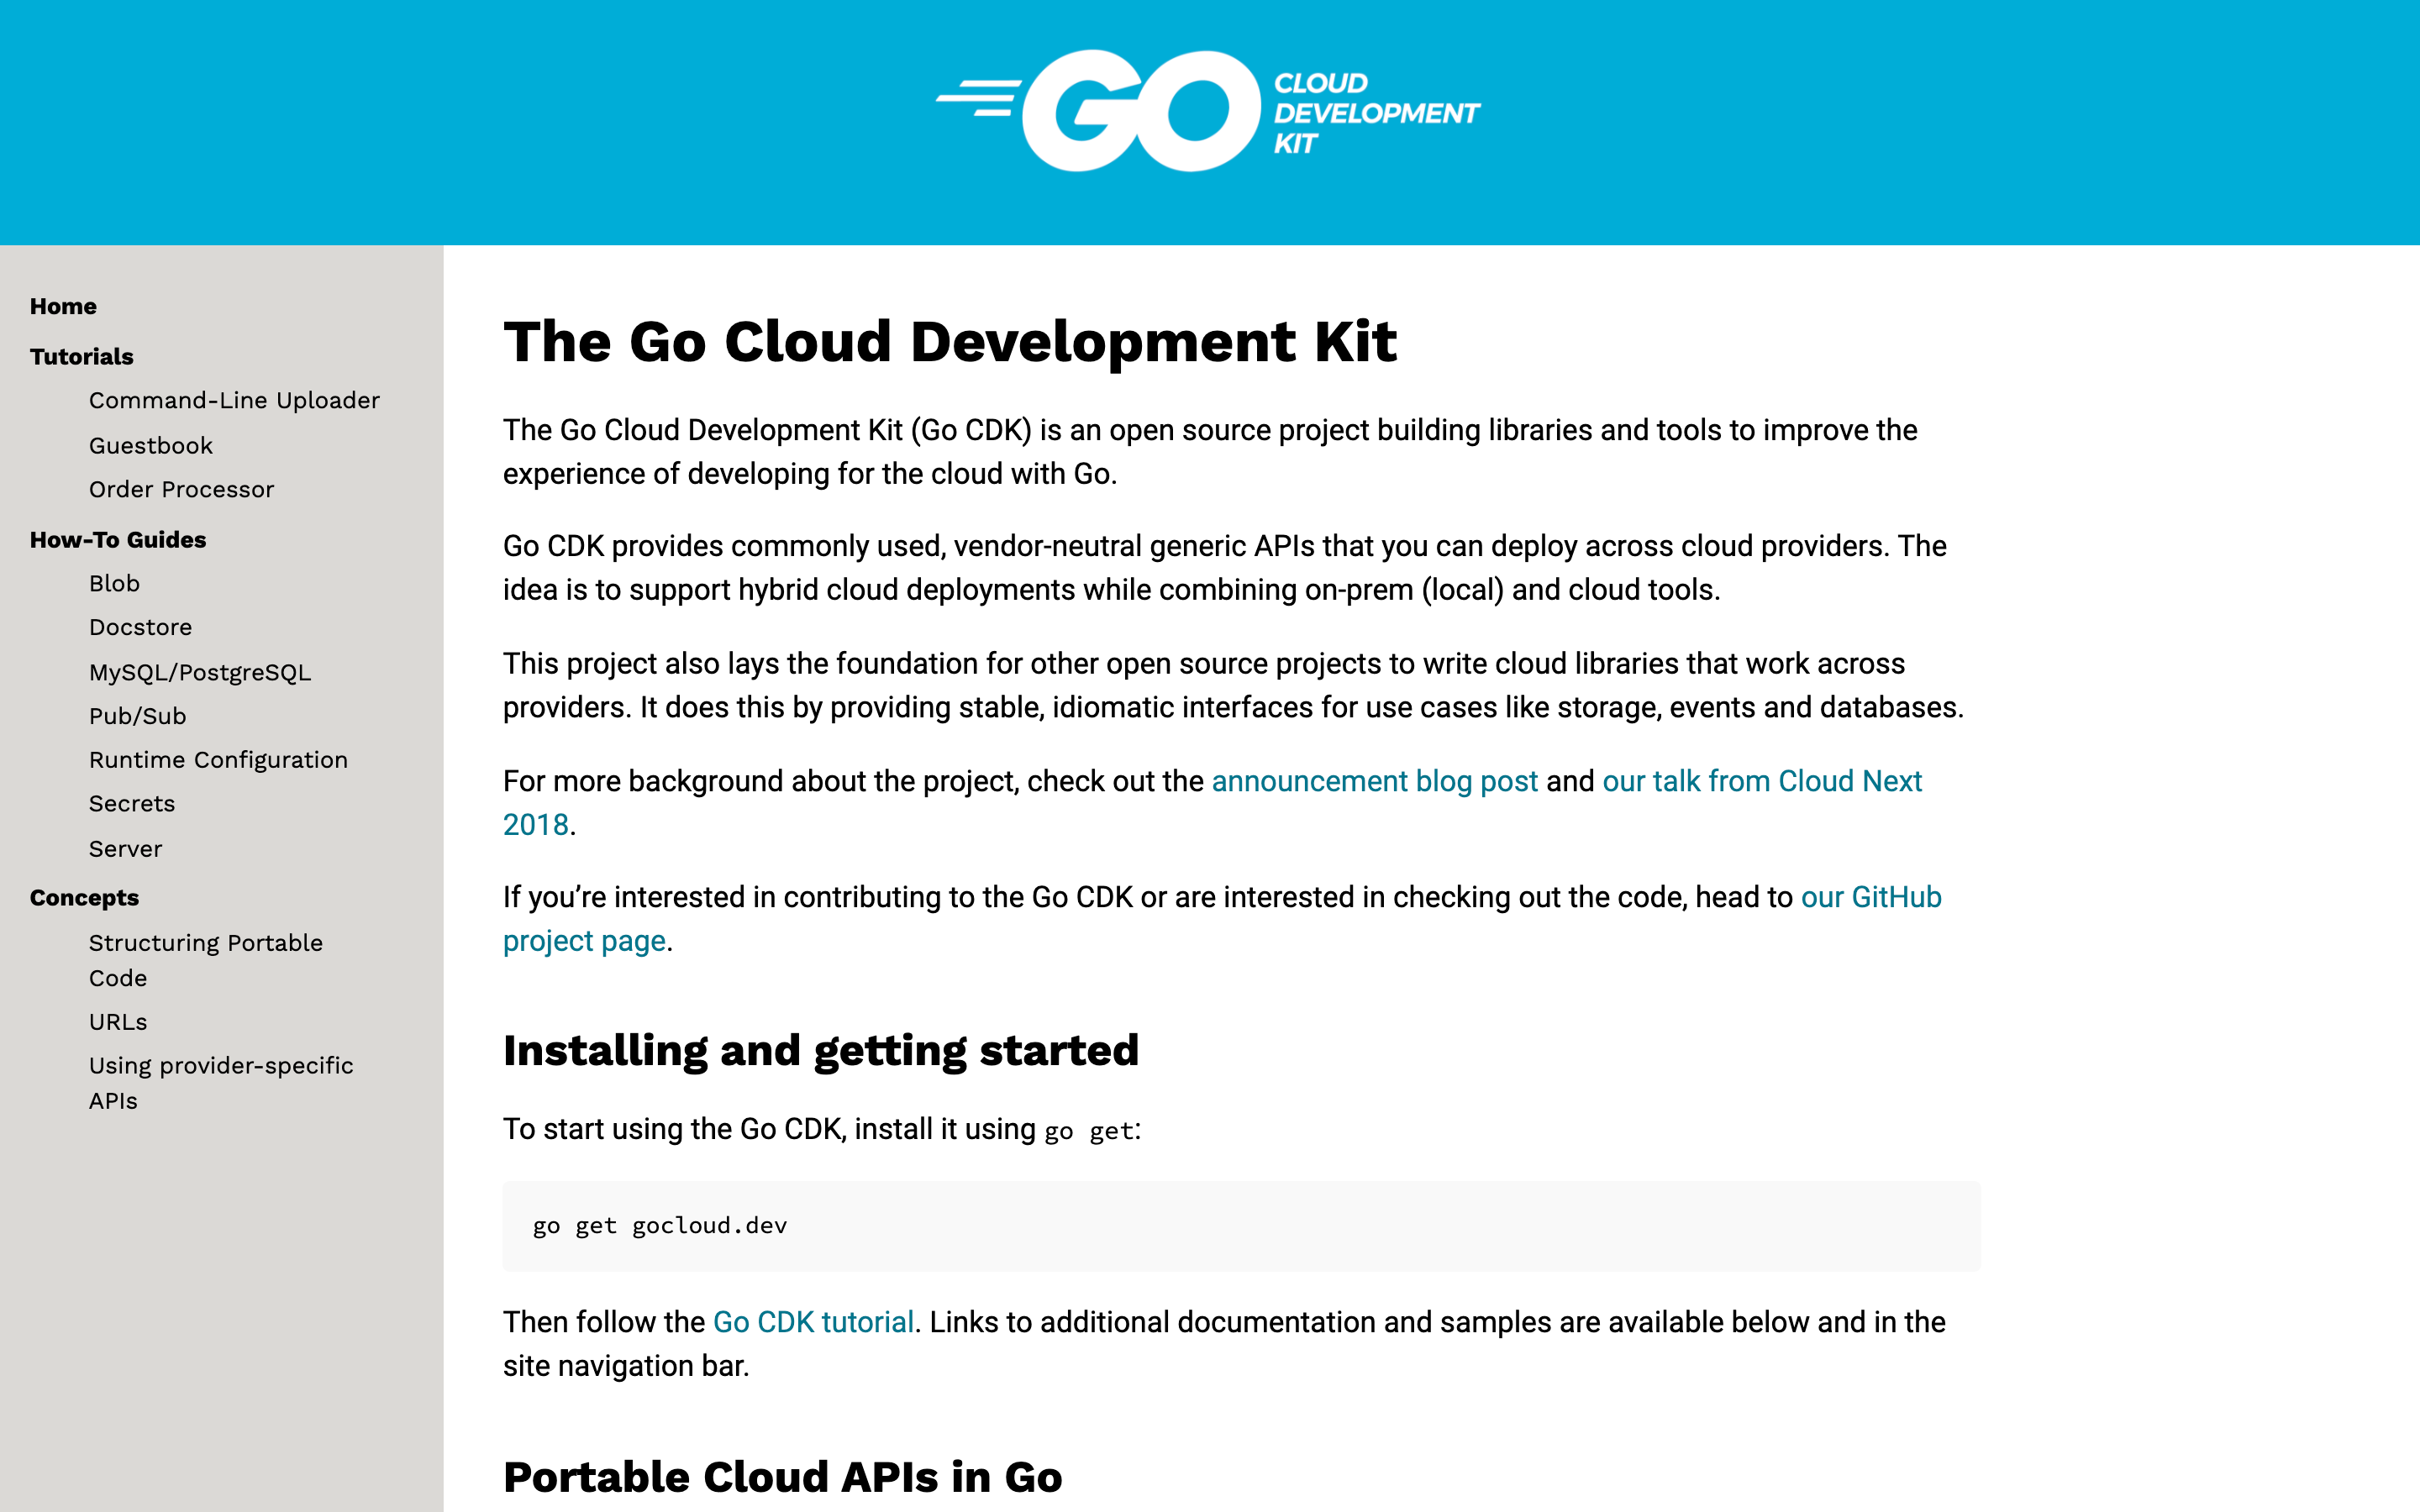 GO CLOUD
DEVELOPMENT
KIT
Home
Tutorials
Command-Line Uploader
Guestbook
Order Processor
How-To Guides
Blob
Docstore
MySQL/PostgreSQL
Pub/Sub
Runtime Configuration
Secrets
Server
Concepts
Structuring Portable
Code
URLs
Using provider-specific
APIs
The Go Cloud Development Kit
The Go Cloud Development Kit (Go CDK) is an open source project building libraries and tools to improve the
experience of developing for the cloud with Go.
Go CDK provides commonly used, vendor-neutral generic APIs that you can deploy across cloud providers. The
idea is to support hybrid cloud deployments while combining on-prem (local) and cloud tools.
This project also lays the foundation for other open source projects to write cloud libraries that work across
providers. It does this by providing stable, idiomatic interfaces for use cases like storage, events and databases.
For more background about the project, check out the announcement blog post and our talk from Cloud Next
2018.
If you’re interested in contributing to the Go CDK or are interested in checking out the code, head to our GitHub
project page.
Installing and getting started
To start using the Go CDK, install it using go get:
go get gocloud.dev
Then follow the Go CDK tutorial. Links to additional documentation and samples are available below and in the
site navigation bar.
Portable Cloud APIs in Go